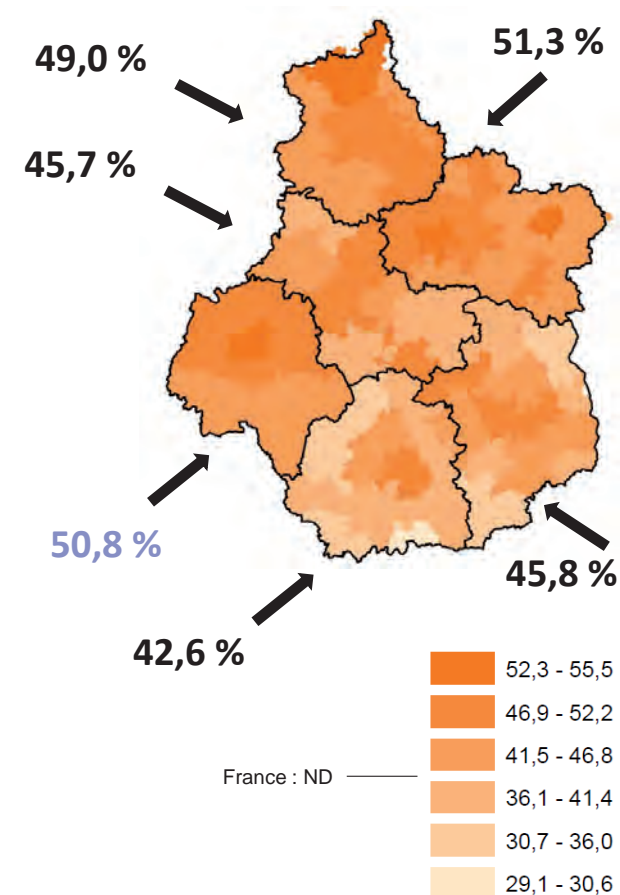 49,0 %
51,3 %
45,7 %
50,8 %
45,8 %
42,6 %
52,3 - 55,5
46,9 - 52,2
41,5 - 46,8
France : ND
36,1 - 41,4
30,7 - 36,0
29,1 - 30,6